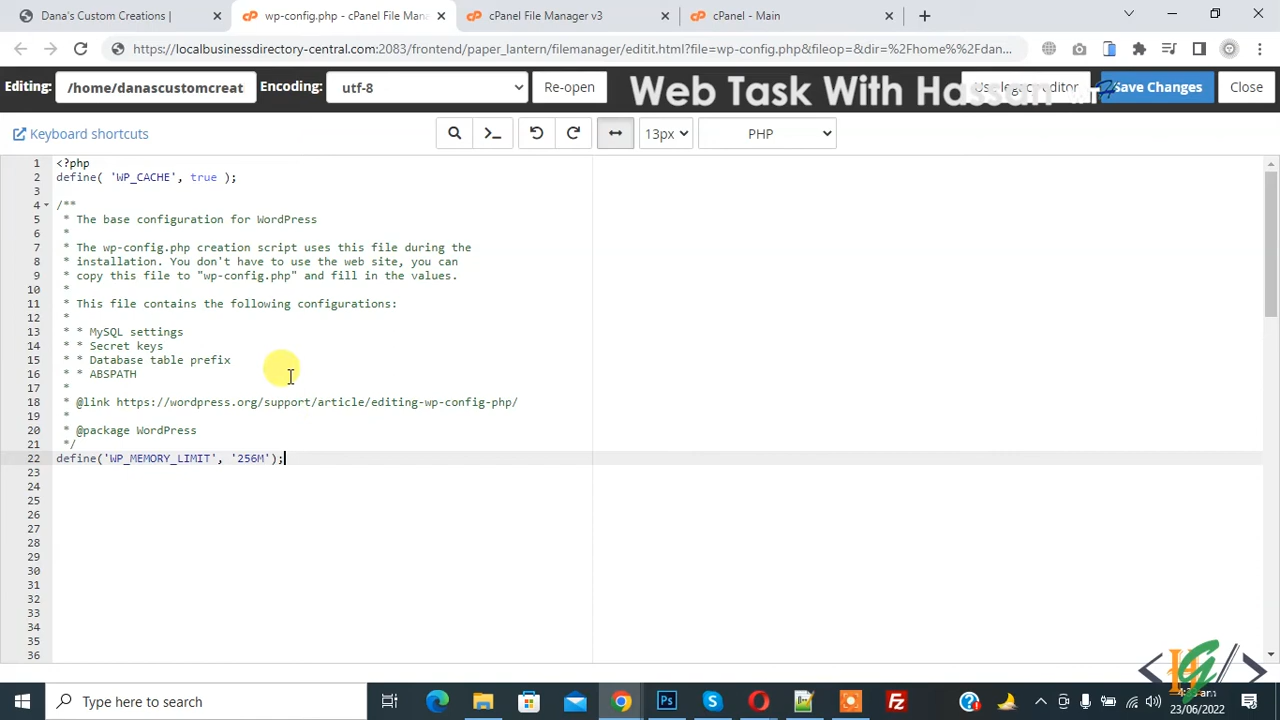 Dana's Custom Creations |
wp-config.php - cPanel File Mana
cPanel File Manager v3
cPanel - Main
https://localbusinessdirectory-central.com:2083/frontend/paper_lantern/filemanager/editit.html?file=wp-config.php&fileop=&dir=%2Fhome%2Fdan...
Editing:
/home/danascustomcreat
Encoding:
utf-8
Re-open
Web Task With Hassan
Use legacy editor
Save Changes
Close
Keyboard shortcuts
13px
PHP
1 <?php
2 define( 'WP_CACHE', true );
3
4 /**
5 * The base configuration for WordPress
6 *
7 * The wp-config.php creation script uses this file during the
8 * installation. You don't have to use the web site, you can
9 * copy this file to "wp-config.php" and fill in the values.
10 *
11 * This file contains the following configurations:
12 *
13 * * MySQL settings
14 * * Secret keys
15 * * Database table prefix
16 * * ABSPATH
17 *
18 * @link https://wordpress.org/support/article/editing-wp-config-php/
19 *
20 * @package WordPress
21 */
22 define('WP_MEMORY_LIMIT', '256M');
23
24
25
26
27
28
29
30
31
32
33
34
35
36
Type here to search
23/06/2022